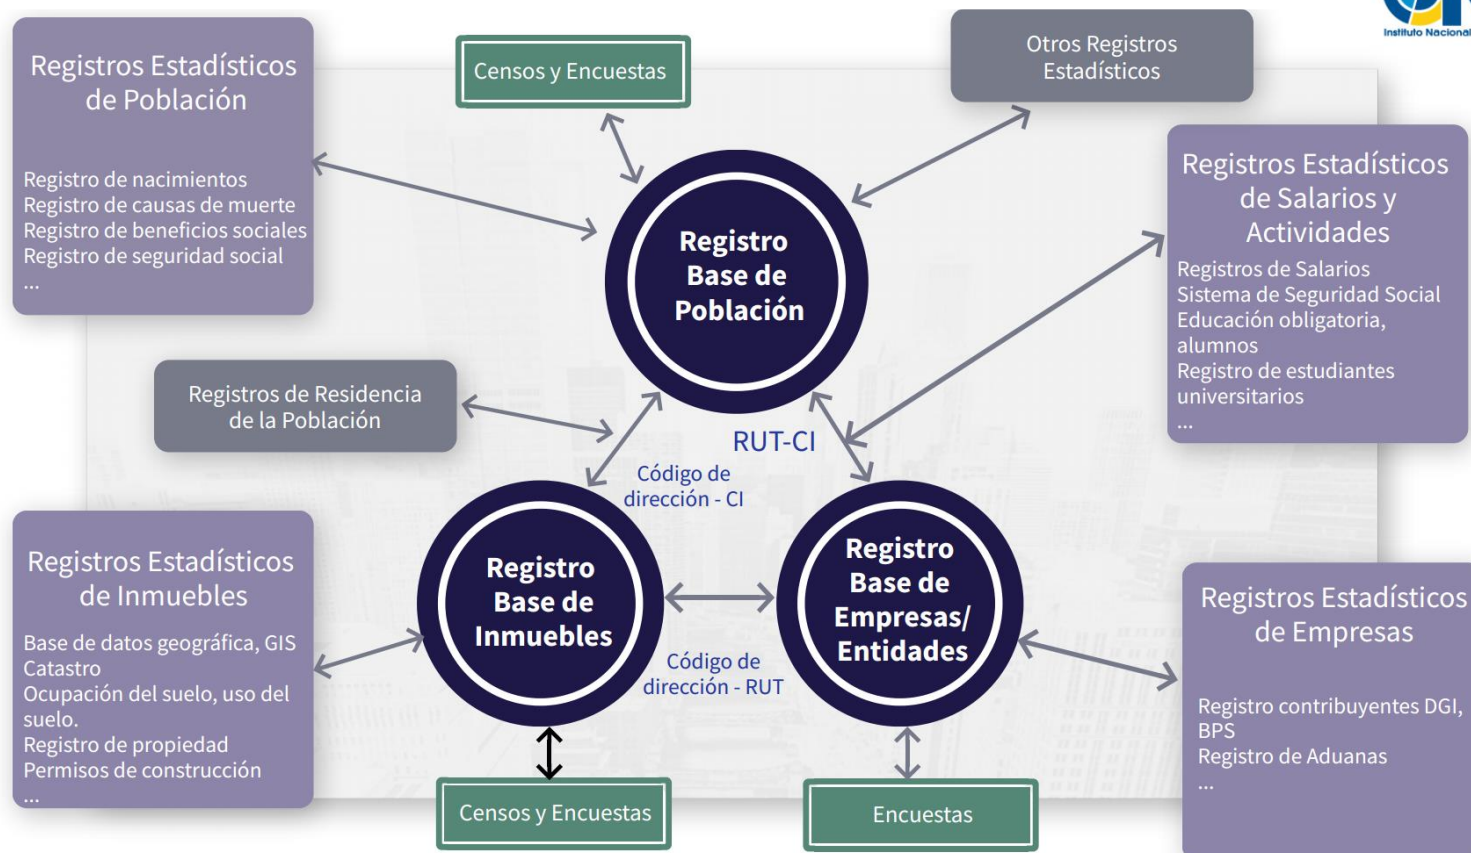 Instituto Nacional
Registros Estadísticos
de Población
Registro de nacimientos
Registro de causas de muerte
Registro de beneficios sociales
Registro de seguridad social
...
Censos y Encuestas
Otros Registros
Estadísticos
Registros Estadísticos
de Salarios y
Actividades
Registros de Salarios
Sistema de Seguridad Social
Educación obligatoria,
alumnos
Registro de estudiantes
universitarios
...
Registro
Base de
Población
Registros de Residencia
de la Población
RUT-CI
Código de
dirección - CI
Registros Estadísticos
de Inmuebles
Base de datos geográfica, GIS
Catastro
Ocupación del suelo, uso del
suelo.
Registro de propiedad
Permisos de construcción
...
Registro
Base de
Inmuebles
Código de
dirección - RUT
Registro
Base de
Empresas/
Entidades
Registros Estadísticos
de Empresas
Registro contribuyentes DGI,
BPS
Registro de Aduanas
...
Censos y Encuestas
Encuestas